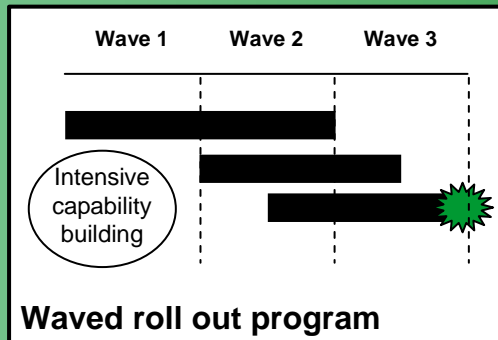 Wave 1 Wave 2 Wave 3
Intensive
capability
building
Waved roll out program